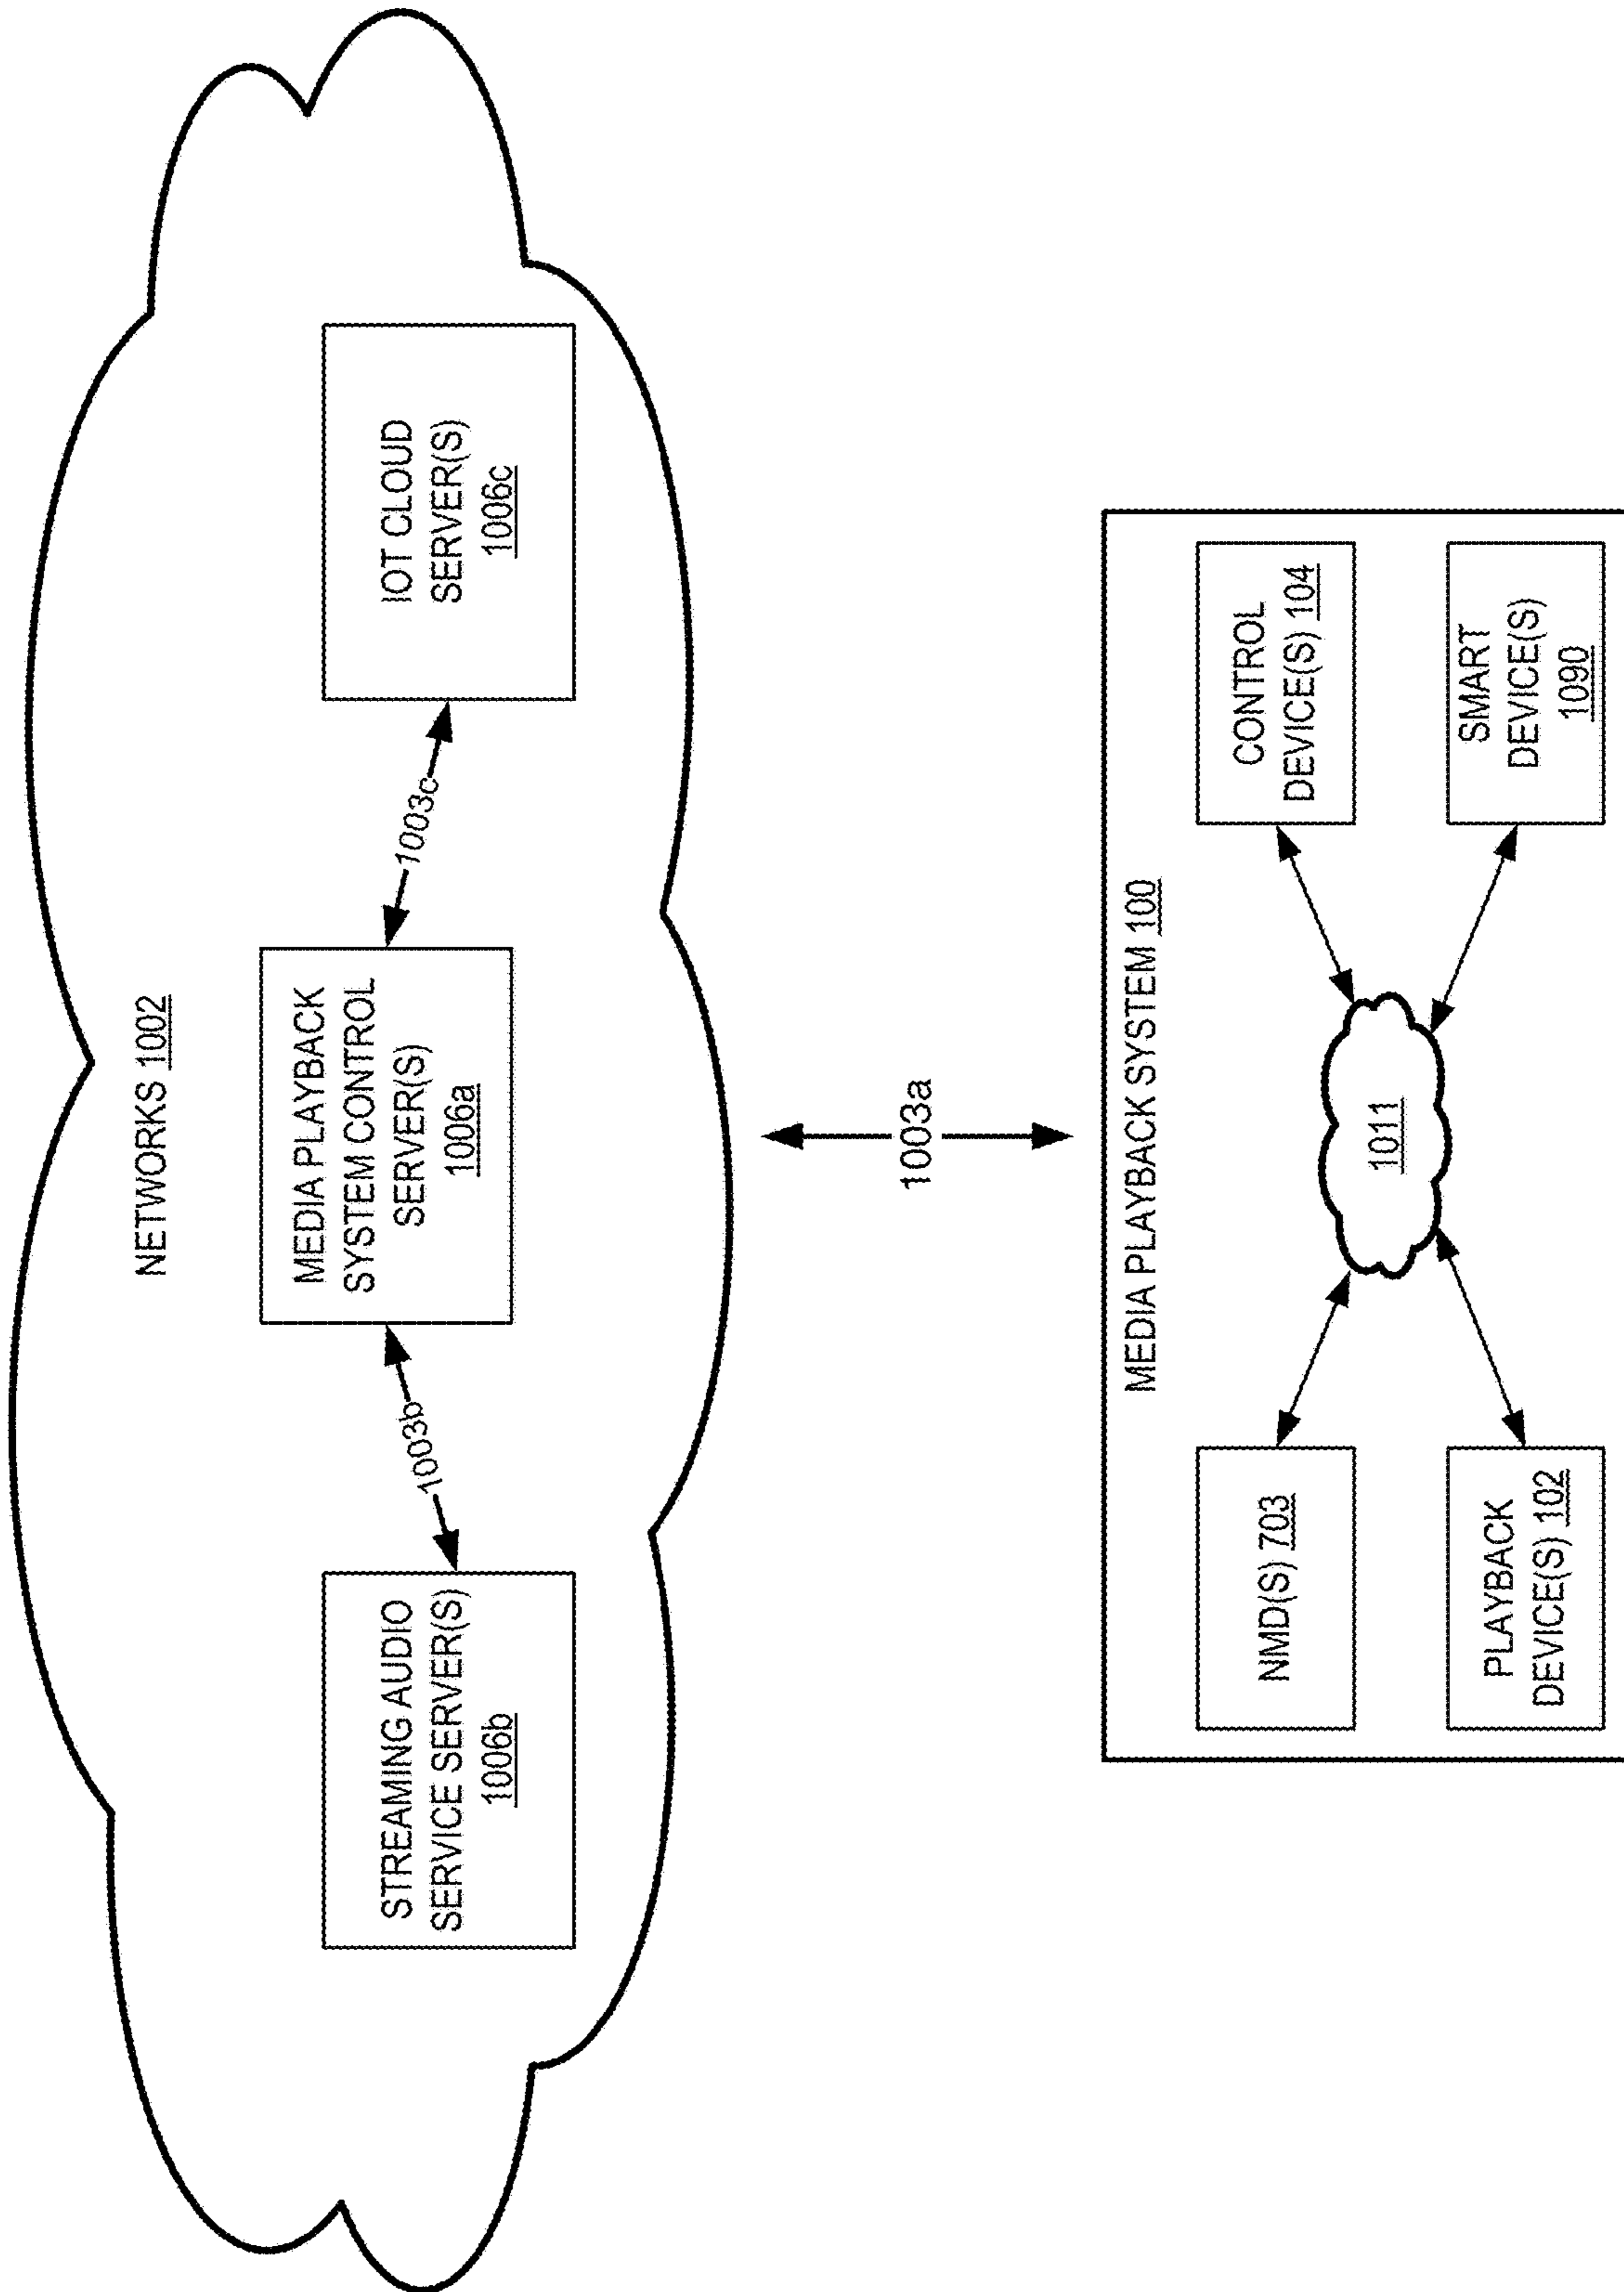 NETWORKS 1002
STREAMING AUDIO
SERVICE SERVER(S)
1006b
1003b
MEDIA PLAYBACK
SYSTEM CONTROL
SERVER(S)
1006a
1003c
IOT CLOUD
SERVER(S)
1006c
1003a
MEDIA PLAYBACK SYSTEM 100
NMD(S) 703
CONTROL
DEVICE(S) 104
1011
PLAYBACK
DEVICE(S) 102
SMART
DEVICE(S)
1090